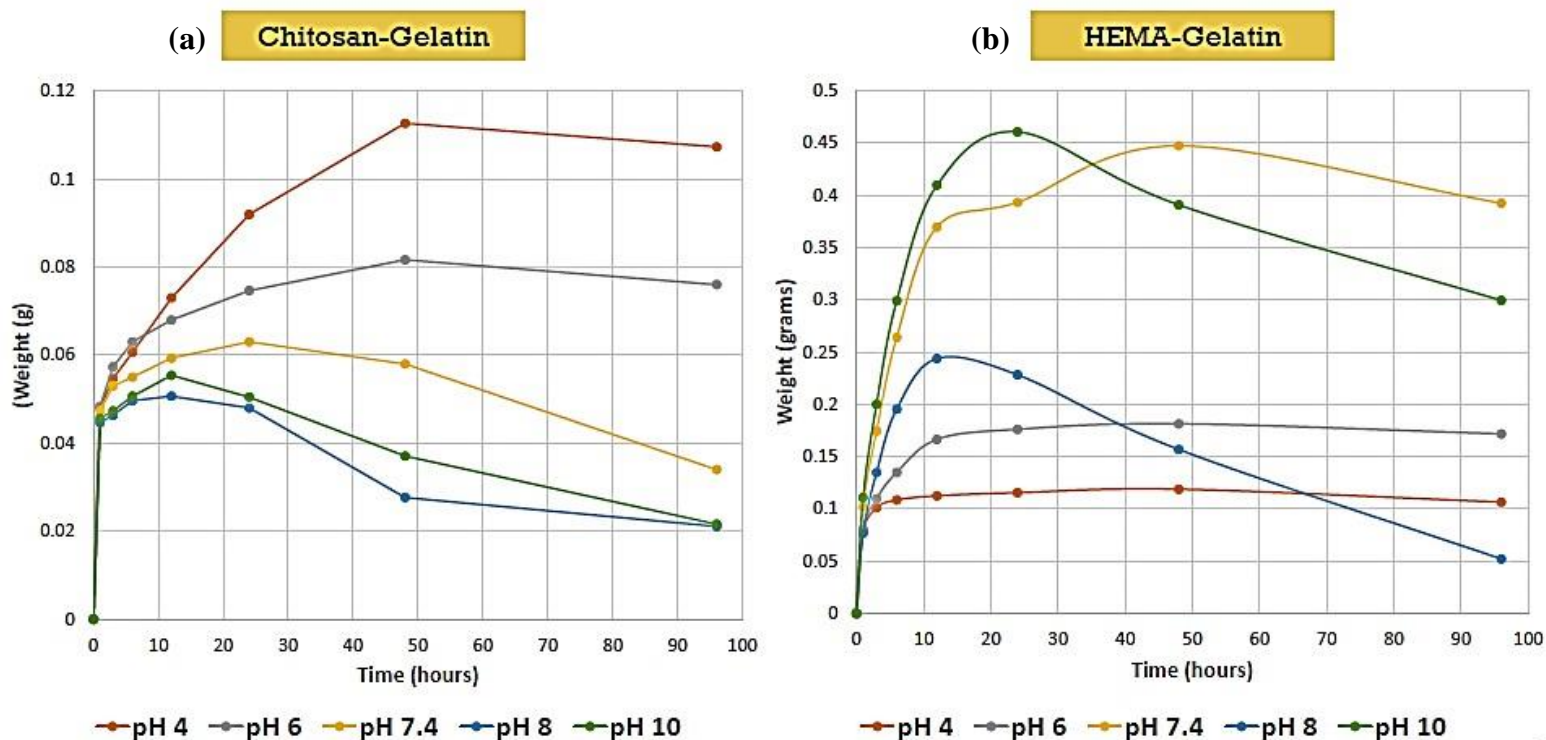 (a) Chitosan-Gelatin
0.12
0.1
0.08
0.06
0.04
0.02
0
(Weight (g)
0 10 20 30 40 50 60 70 80 90 100
Time (hours)
pH 4 pH 6 pH 7.4 pH 8 pH 10
(b) HEMA-Gelatin
0.5
0.45
0.4
0.35
0.3
0.25
0.2
0.15
0.1
0.05
0
Weight (grams)
0 10 20 30 40 50 60 70 80 90 100
Time (hours)
pH 4 pH 6 pH 7.4 pH 8 pH 10